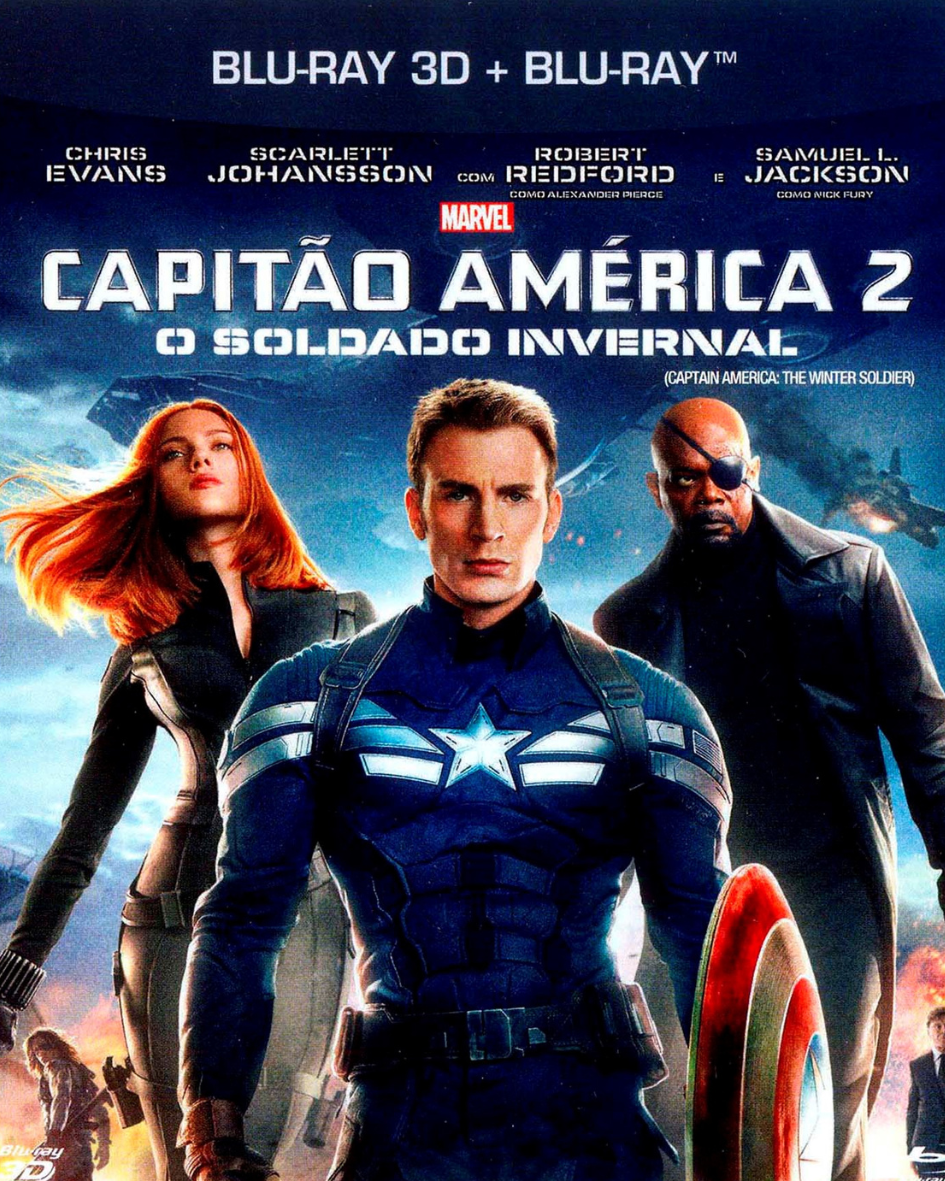 BLU-RAY 3D + BLU-RAY™
CHRIS EVANS SCARLETT JOHANSSON COM ROBERT REDFORD E SAMUEL L. JACKSON
COMO ALEXANDER PIERCE COMO NICK FURY
MARVEL
CAPITÃO AMÉRICA 2
O SOLDADO INVERNAL
(CAPTAIN AMERICA: THE WINTER SOLDIER)
Blu-ray
3D